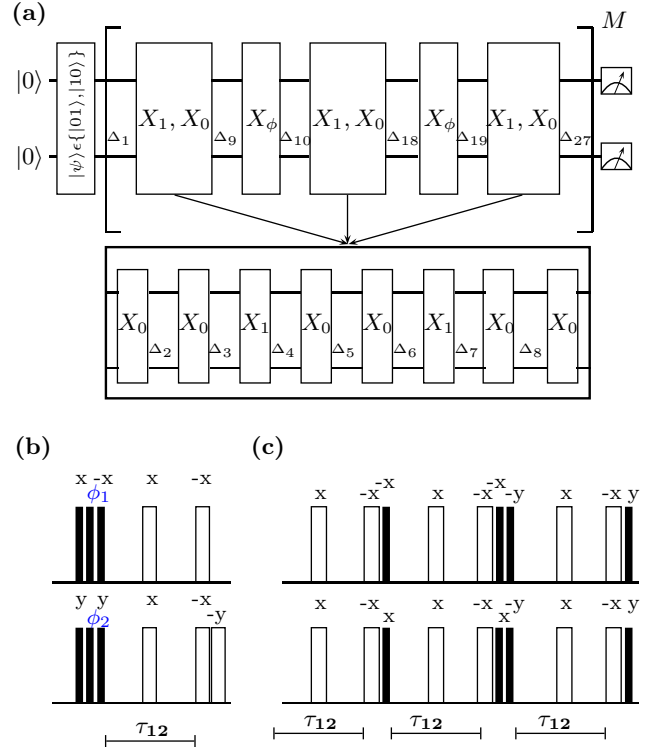 (a)
M
|0⟩
|0⟩
|ψ⟩ϵ{|01⟩,|10⟩}
Δ1 X1, X0 Δ9 Xϕ Δ10 X1, X0 Δ18 Xϕ Δ19 X1, X0 Δ27
X0 Δ2 X0 Δ3 X1 Δ4 X0 Δ5 X0 Δ6 X1 Δ7 X0 Δ8 X0
(b)
x -x x -x
ϕ1
y y x -x
ϕ2 -y
τ12
(c)
x -x -x x -x -x -y x -x y
x -x x x -x x -y x -x y
τ12 τ12 τ12